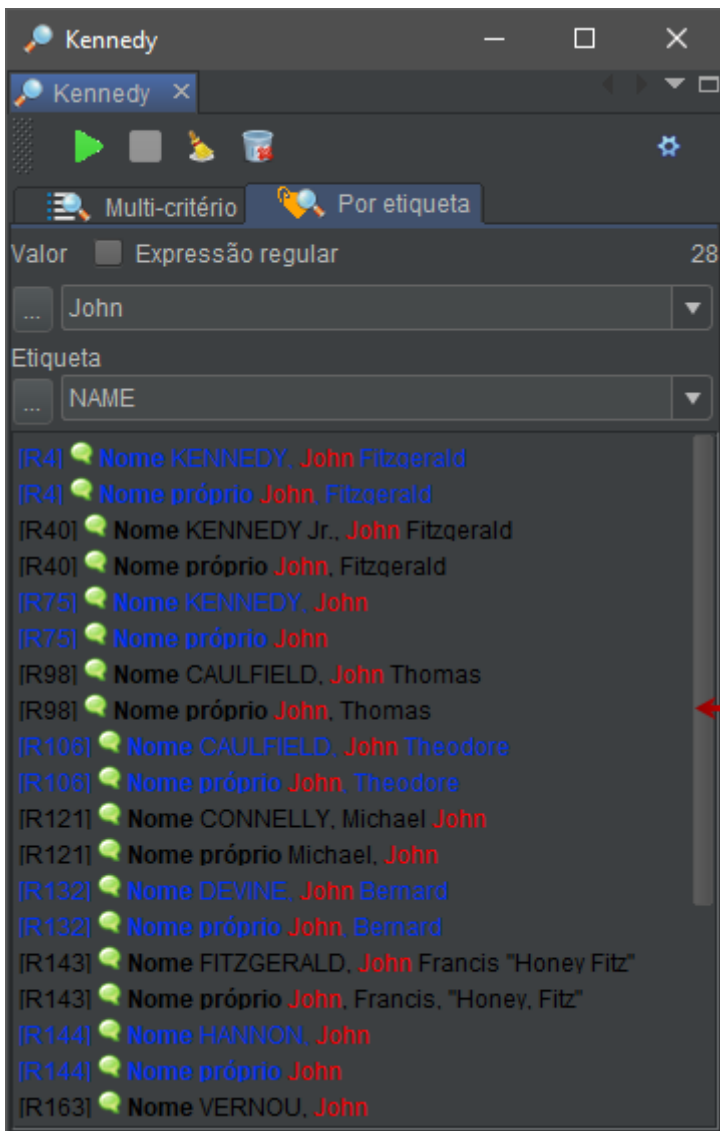 Kennedy
Kennedy
Multi-critério Por etiqueta
Valor Expressão regular 28
... John
Etiqueta
... NAME
[R4] Nome KENNEDY, John Fitzgerald
[R4] Nome próprio John, Fitzgerald
[R40] Nome KENNEDY Jr., John Fitzgerald
[R40] Nome próprio John, Fitzgerald
[R75] Nome KENNEDY, John
[R75] Nome próprio John
[R98] Nome CAULFIELD, John Thomas
[R98] Nome próprio John, Thomas
[R106] Nome CAULFIELD, John Theodore
[R106] Nome próprio John, Theodore
[R121] Nome CONNELLY, Michael John
[R121] Nome próprio Michael, John
[R132] Nome DEVINE, John Bernard
[R132] Nome próprio John, Bernard
[R143] Nome FITZGERALD, John Francis "Honey Fitz"
[R143] Nome próprio John, Francis, "Honey, Fitz"
[R144] Nome HANNON, John
[R144] Nome próprio John
[R163] Nome VERNOU, John